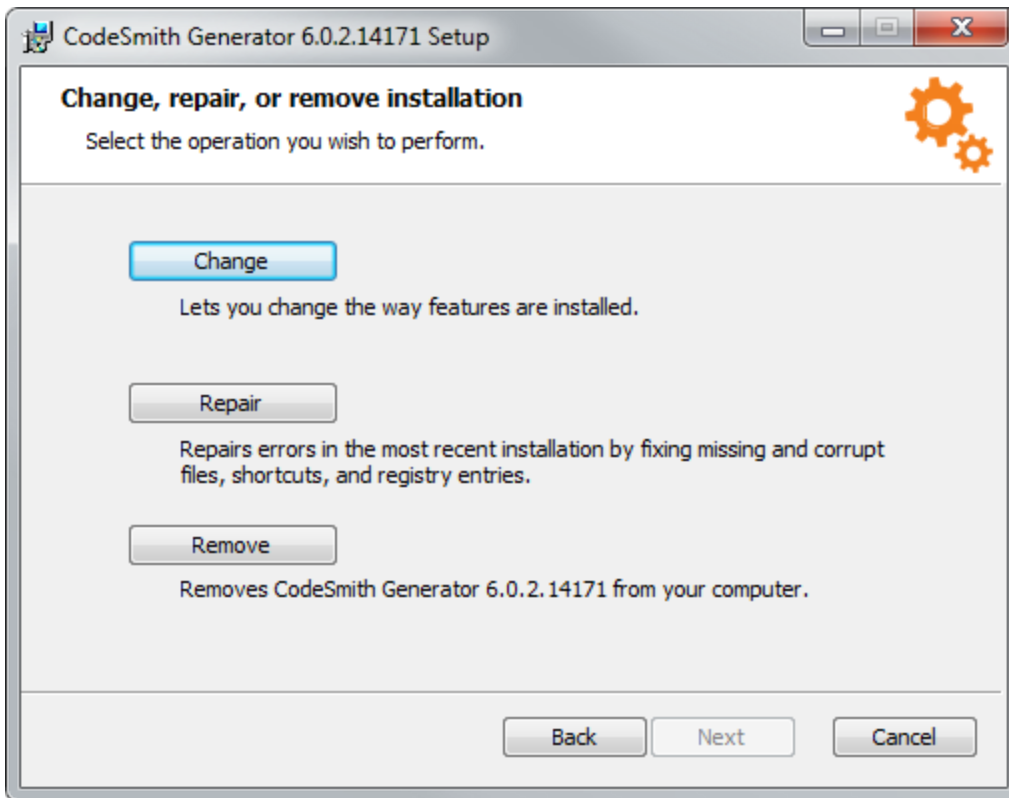 CodeSmith Generator 6.0.2.14171 Setup
Change, repair, or remove installation
Select the operation you wish to perform.
Change
Lets you change the way features are installed.
Repair
Repairs errors in the most recent installation by fixing missing and corrupt
files, shortcuts, and registry entries.
Remove
Removes CodeSmith Generator 6.0.2.14171 from your computer.
Back
Next
Cancel